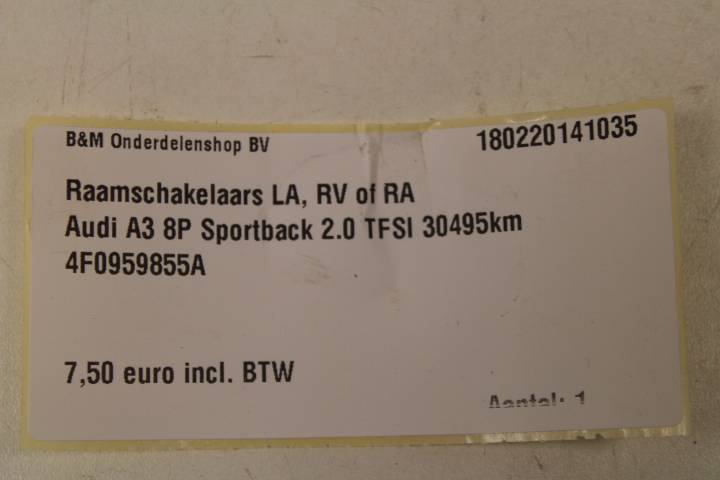 B&M Onderdelenshop BV 180220141035
Raamschakelaars LA, RV of RA
Audi A3 8P Sportback 2.0 TFSI 30495km
4F0959855A
7,50 euro incl. BTW
Aantal: 1